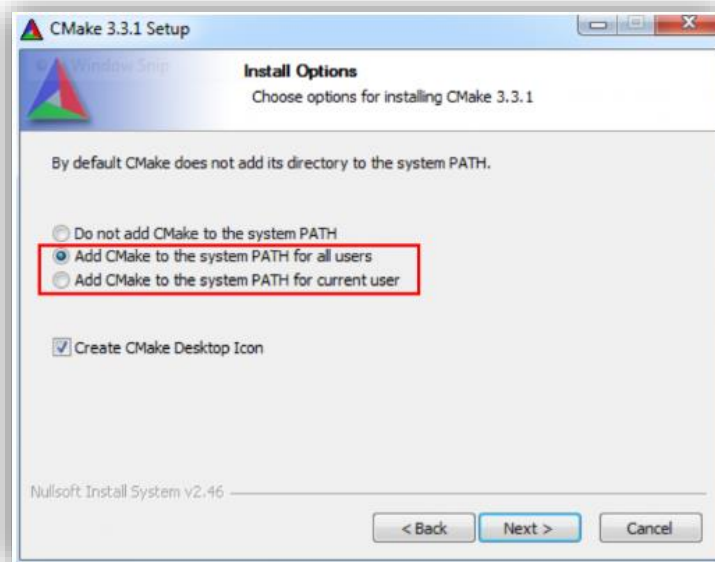 CMake 3.3.1 Setup
Window Snip
Install Options
Choose options for installing CMake 3.3.1
By default CMake does not add its directory to the system PATH.
Do not add CMake to the system PATH
Add CMake to the system PATH for all users
Add CMake to the system PATH for current user
Create CMake Desktop Icon
Nullsoft Install System v2.46
< Back
Next >
Cancel